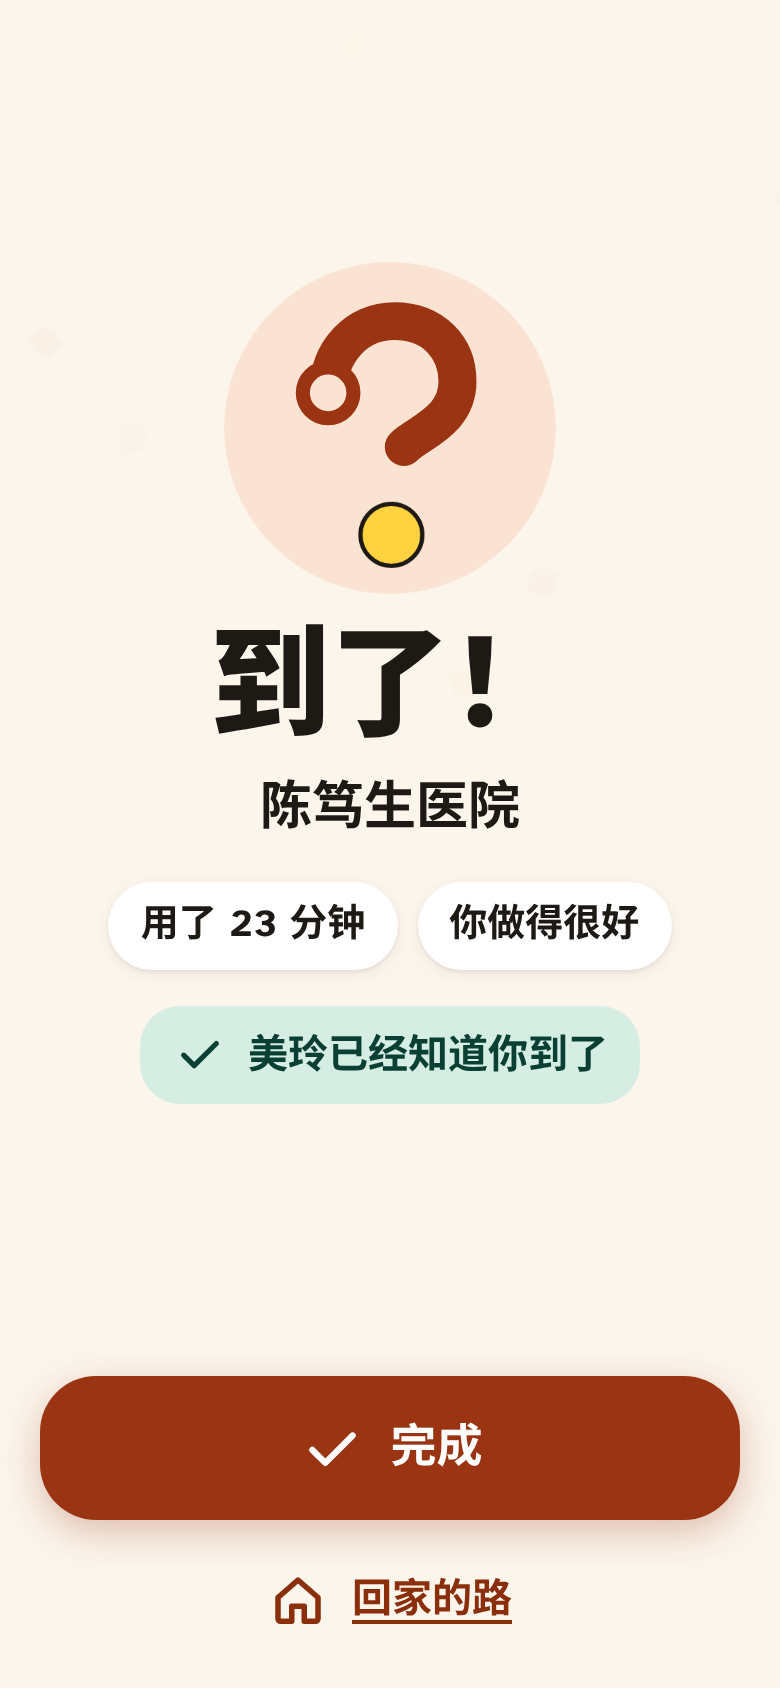 到了！
陈笃生医院
用了 23 分钟
你做得很好
美玲已经知道你到了
完成
回家的路